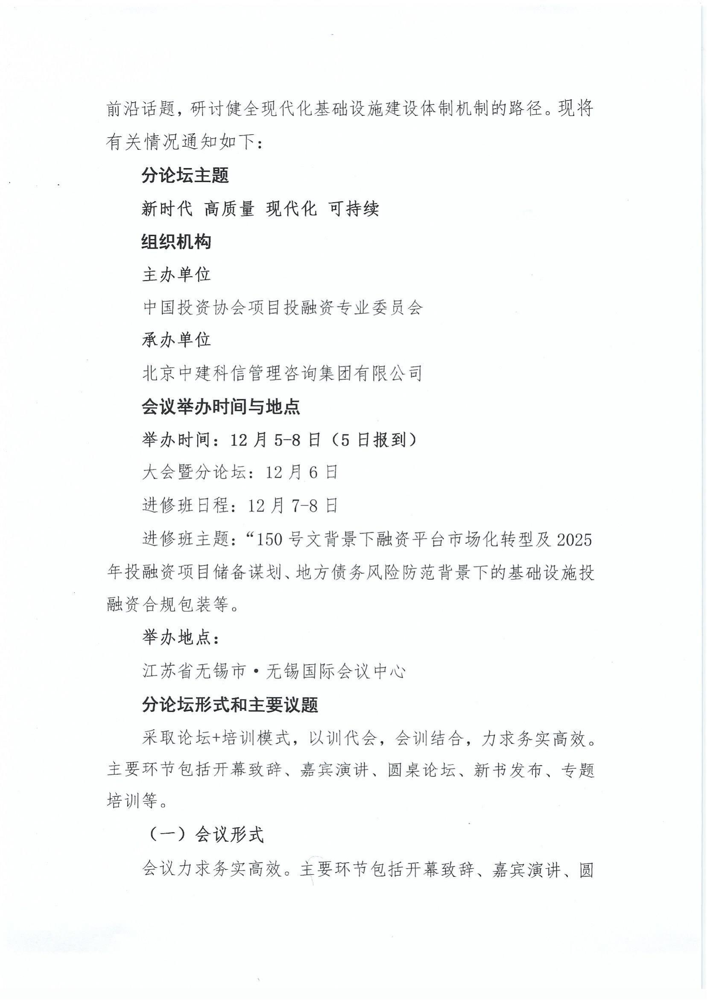 前沿话题，研讨健全现代化基础设施建设体制机制的路径。现将
有关情况通知如下：
分论坛主题
新时代 高质量 现代化 可持续
组织机构
主办单位
中国投资协会项目投融资专业委员会
承办单位
北京中建科信管理咨询集团有限公司
会议举办时间与地点
举办时间：12 月 5-8 日（5 日报到）
大会暨分论坛：12 月 6 日
进修班日程：12 月 7-8 日
进修班主题：“150 号文背景下融资平台市场化转型及 2025
年投融资项目储备谋划、地方债务风险防范背景下的基础设施投
融资合规包装等。
举办地点：
江苏省无锡市·无锡国际会议中心
分论坛形式和主要议题
采取论坛+培训模式，以训代会，会训结合，力求务实高效。
主要环节包括开幕致辞、嘉宾演讲、圆桌论坛、新书发布、专题
培训等。
（一）会议形式
会议力求务实高效。主要环节包括开幕致辞、嘉宾演讲、圆